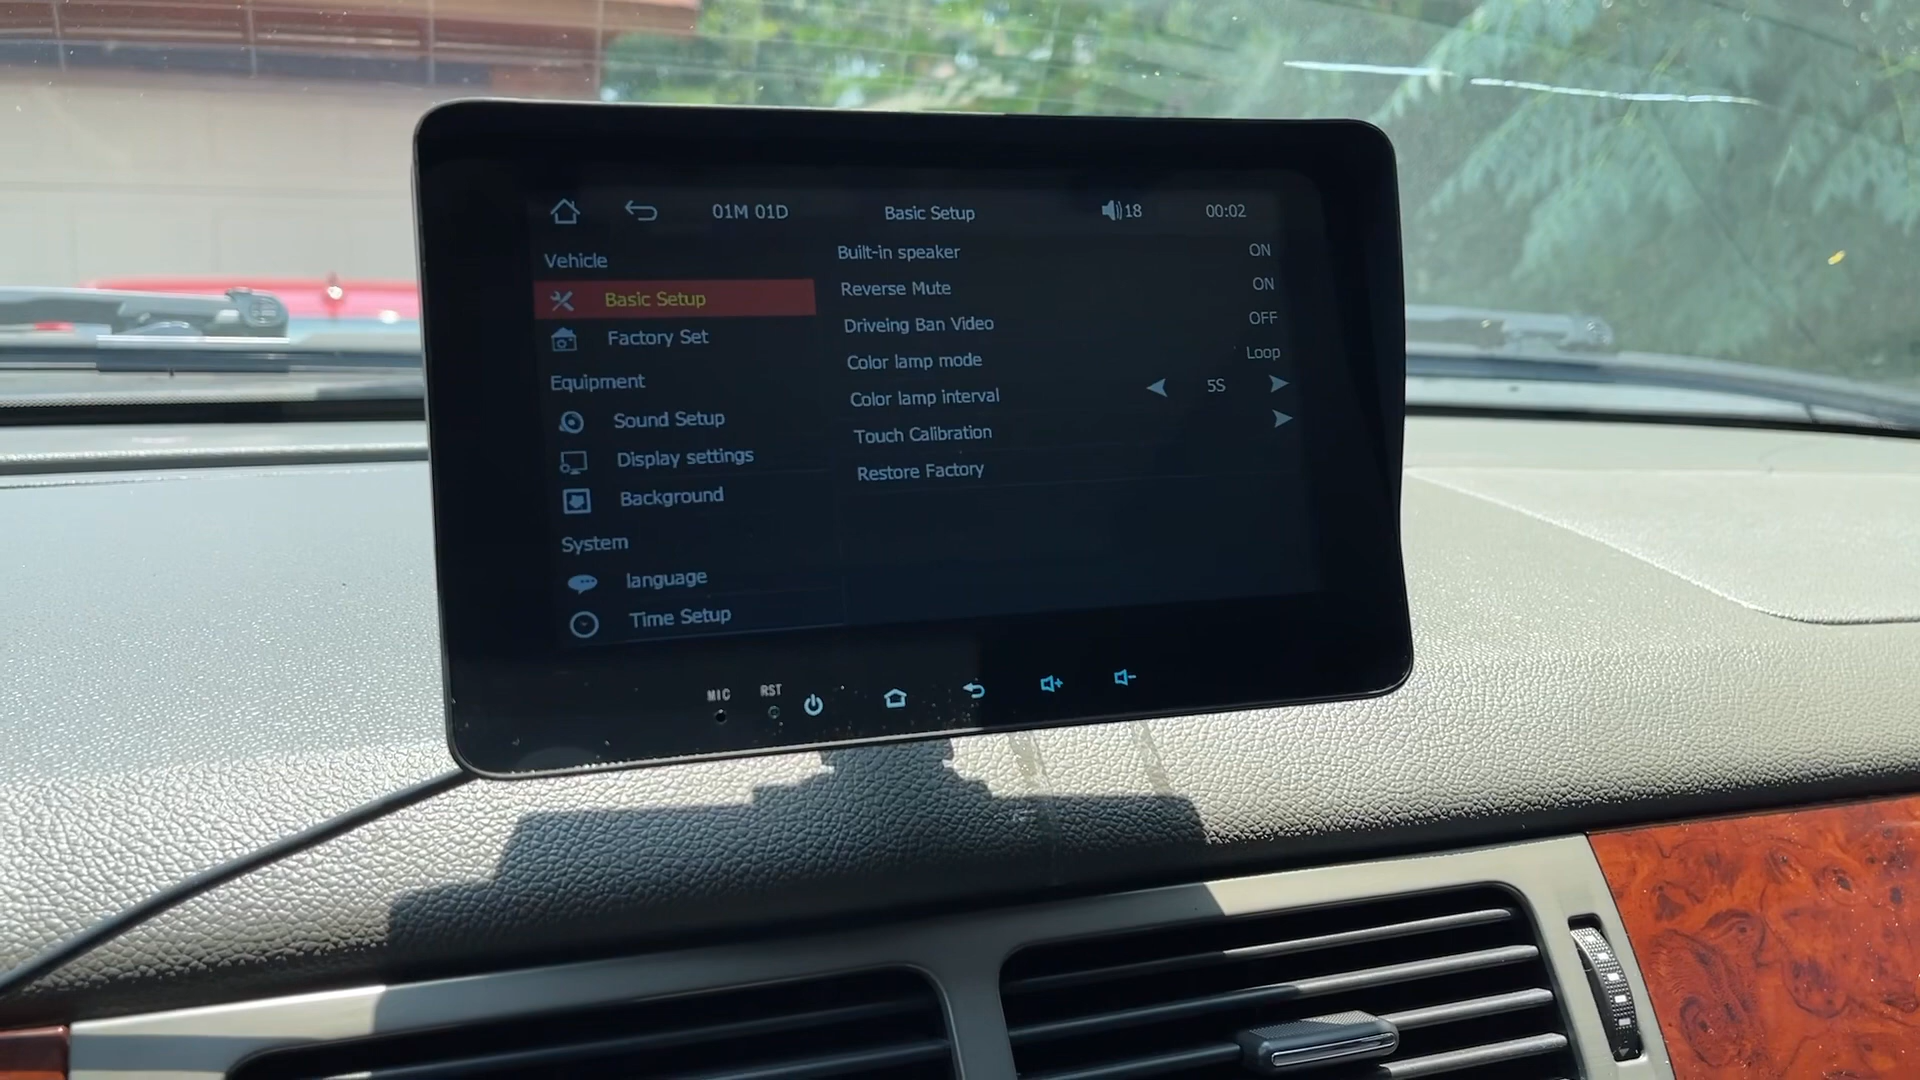 01M 01D Basic Setup 18 00:02
Vehicle
Basic Setup
Factory Set
Equipment
Sound Setup
Display settings
Background
System
language
Time Setup
Built-in speaker ON
Reverse Mute ON
Driveing Ban Video OFF
Color lamp mode Loop
Color lamp interval 5S
Touch Calibration
Restore Factory
MIC RST